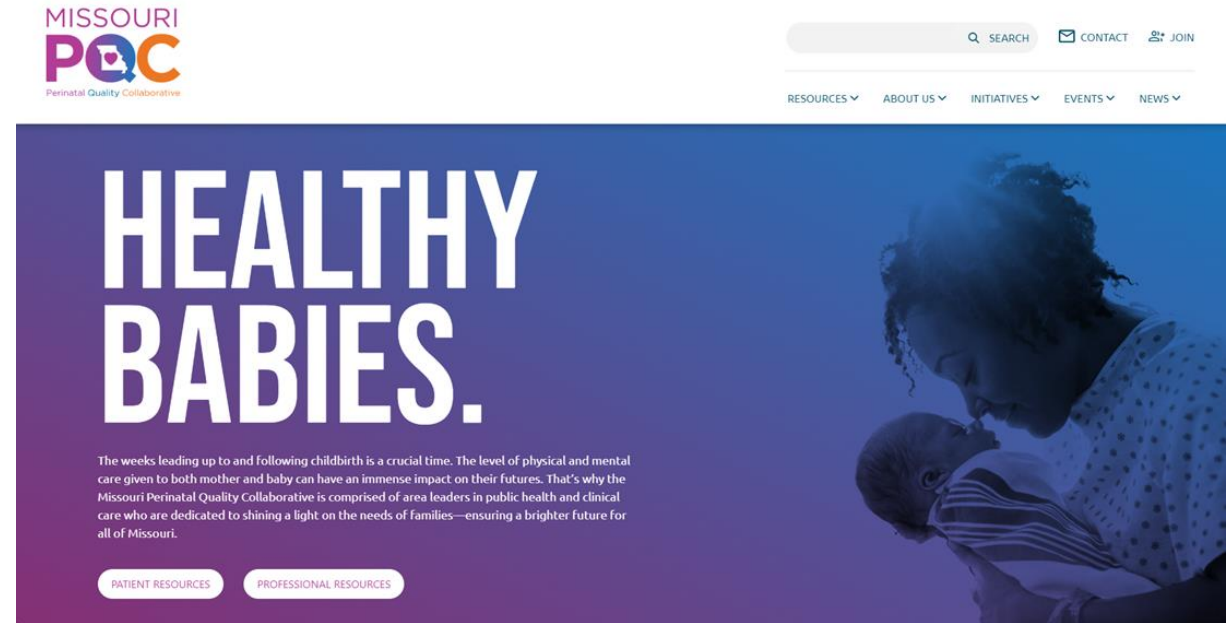 MISSOURI
PQC
Perinatal Quality Collaborative
SEARCH
CONTACT
JOIN
RESOURCES
ABOUT US
INITIATIVES
EVENTS
NEWS
HEALTHY
BABIES.
The weeks leading up to and following childbirth is a crucial time. The level of physical and mental
care given to both mother and baby can have an immense impact on their futures. That’s why the
Missouri Perinatal Quality Collaborative is comprised of area leaders in public health and clinical
care who are dedicated to shining a light on the needs of families—ensuring a brighter future for
all of Missouri.
PATIENT RESOURCES
PROFESSIONAL RESOURCES